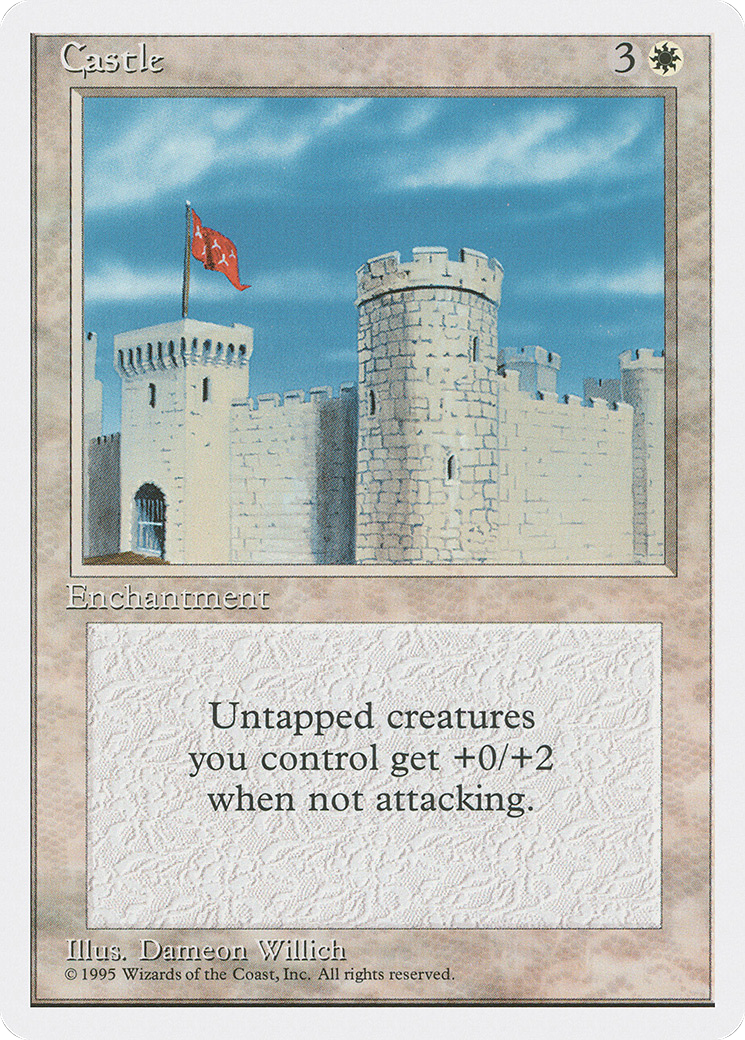 Castle 3
Enchantment
Untapped creatures
you control get +0/+2
when not attacking.
Illus. Dameon Willich
© 1995 Wizards of the Coast, Inc. All rights reserved.